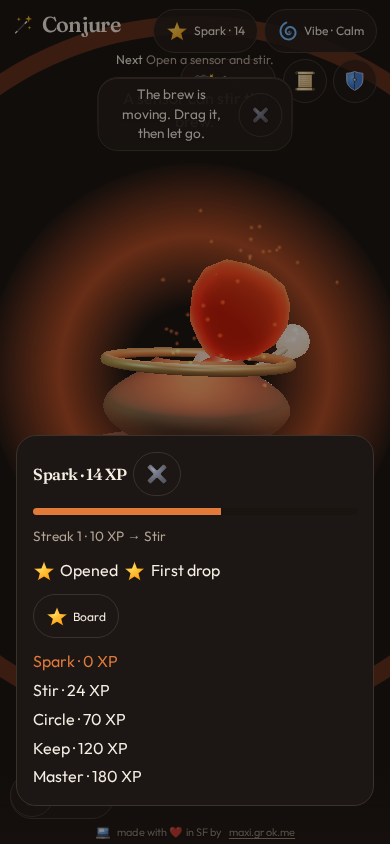 Conjure
Spark · 14
Vibe · Calm
Next Open a sensor and stir.
The brew is
moving. Drag it,
then let go.
Spark · 14 XP
Streak 1 · 10 XP → Stir
Opened
First drop
Board
Spark · 0 XP
Stir · 24 XP
Circle · 70 XP
Keep · 120 XP
Master · 180 XP
made with ❤️ in SF by maxi.grok.me